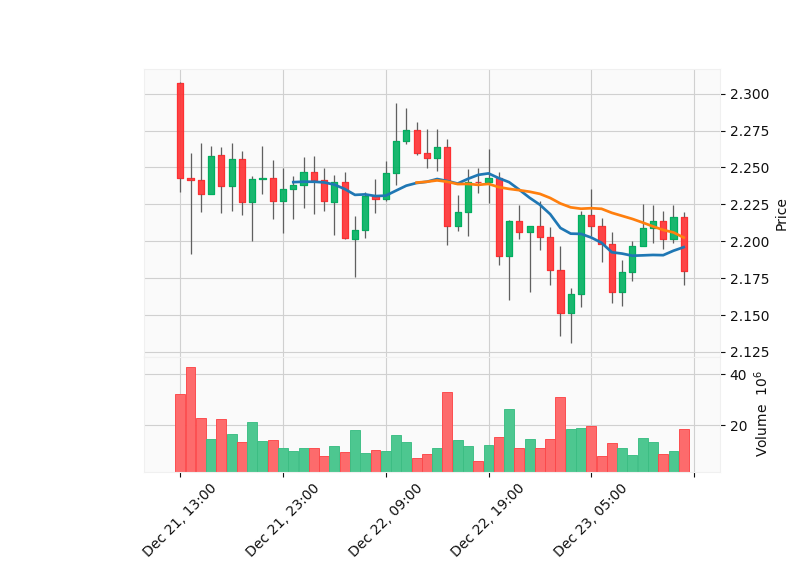 2.300
2.275
2.250
2.225
2.200
2.175
2.150
2.125
Price
40
20
Volume 10⁶
Dec 21, 13:00
Dec 21, 23:00
Dec 22, 09:00
Dec 22, 19:00
Dec 23, 05:00